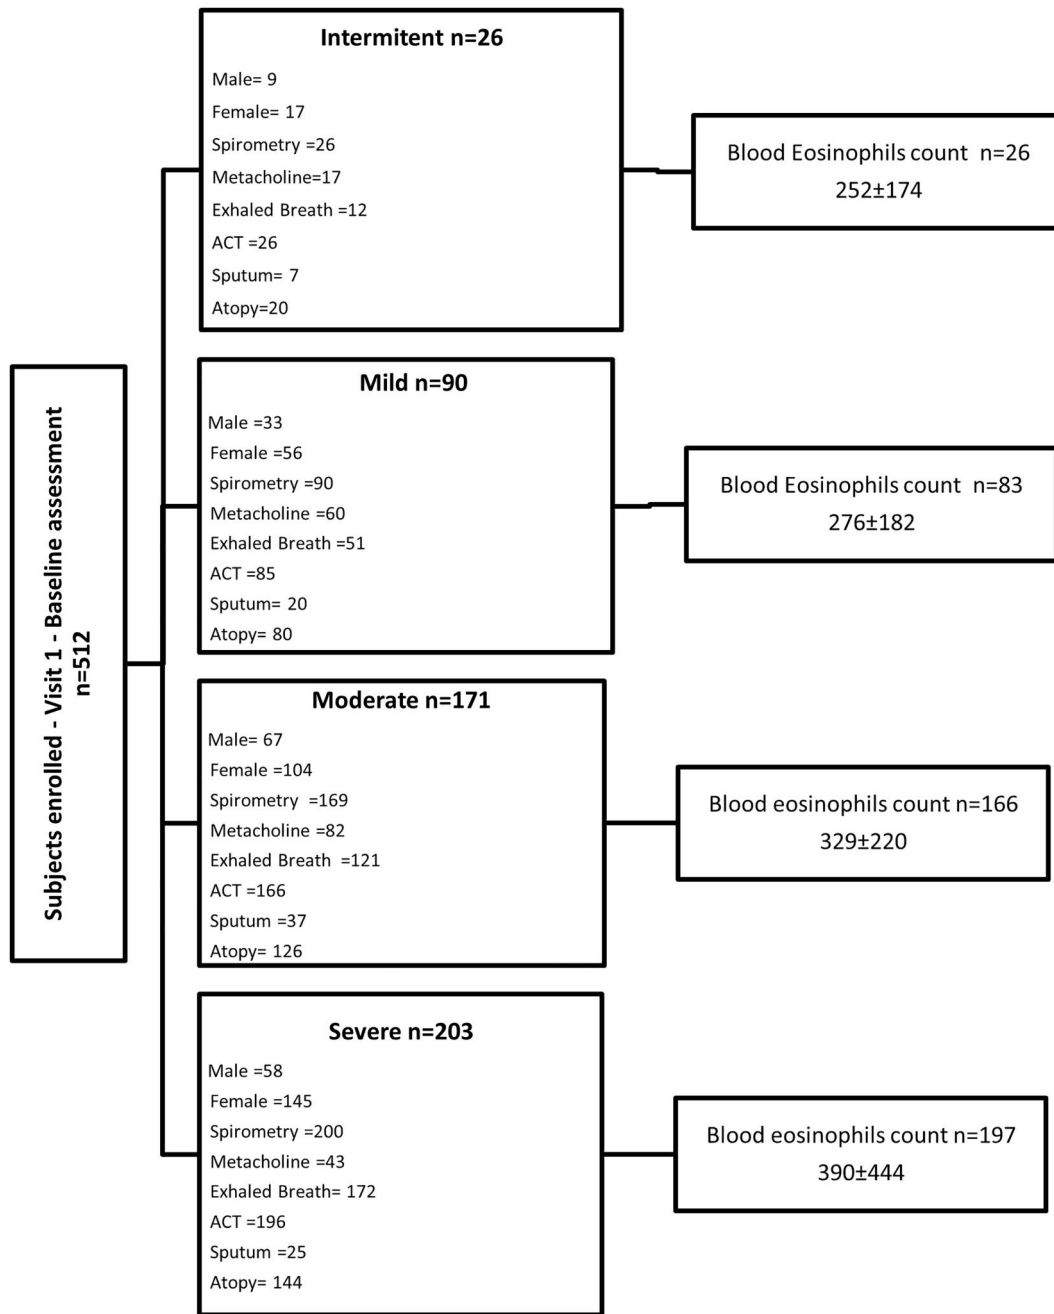 Subjects enrolled - Visit 1 - Baseline assessment
n=512
Intermitent n=26
Male= 9
Female= 17
Spirometry =26
Metacholine=17
Exhaled Breath =12
ACT =26
Sputum= 7
Atopy=20
Blood Eosinophils count n=26
252±174
Mild n=90
Male =33
Female =56
Spirometry =90
Metacholine =60
Exhaled Breath =51
ACT =85
Sputum= 20
Atopy= 80
Blood Eosinophils count n=83
276±182
Moderate n=171
Male= 67
Female =104
Spirometry =169
Metacholine =82
Exhaled Breath =121
ACT =166
Sputum =37
Atopy= 126
Blood eosinophils count n=166
329±220
Severe n=203
Male =58
Female =145
Spirometry =200
Metacholine =43
Exhaled Breath= 172
ACT =196
Sputum =25
Atopy= 144
Blood eosinophils count n=197
390±444